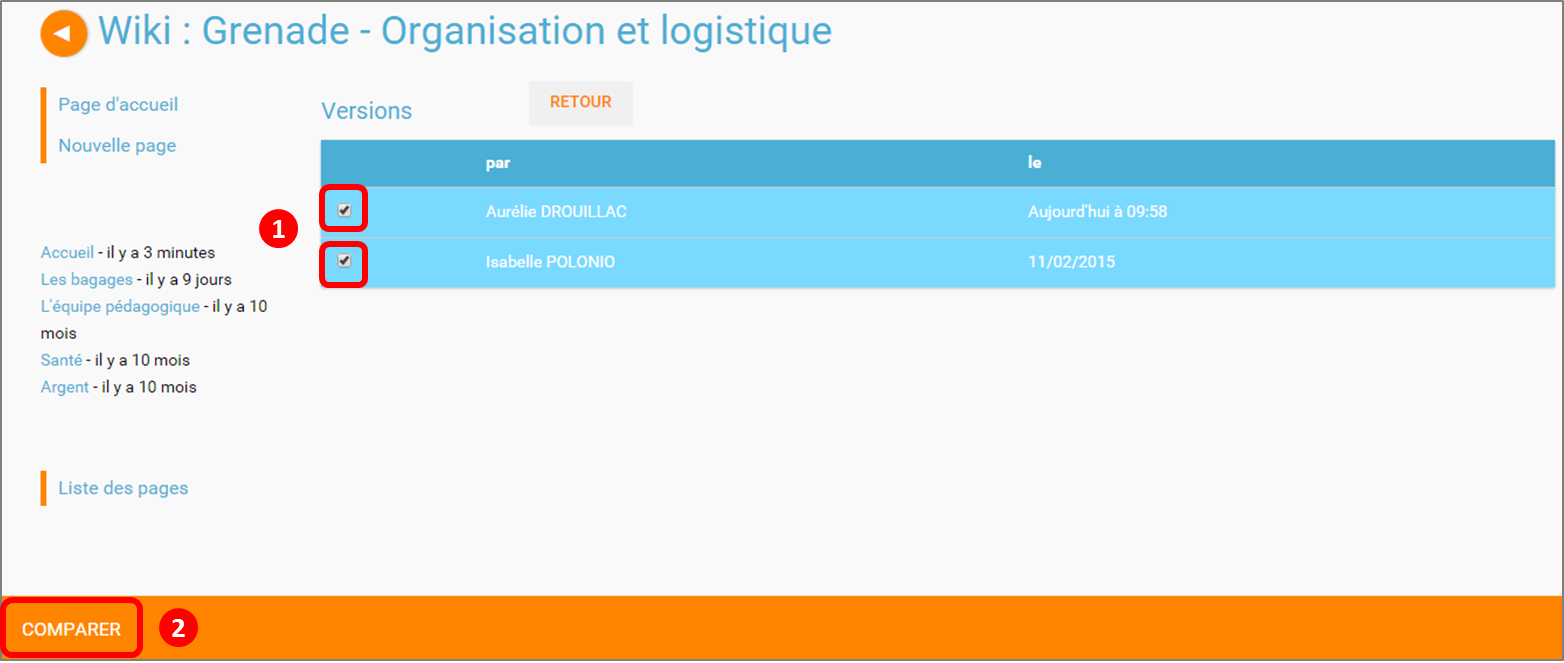 Wiki : Grenade - Organisation et logistique
Page d'accueil
Nouvelle page
Accueil - il y a 3 minutes
Les bagages - il y a 9 jours
L'équipe pédagogique - il y a 10
mois
Santé - il y a 10 mois
Argent - il y a 10 mois
Liste des pages
Versions
RETOUR
par le
1
Aurélie DROUILLAC Aujourd'hui à 09:58
Isabelle POLONIO 11/02/2015
COMPARER
2